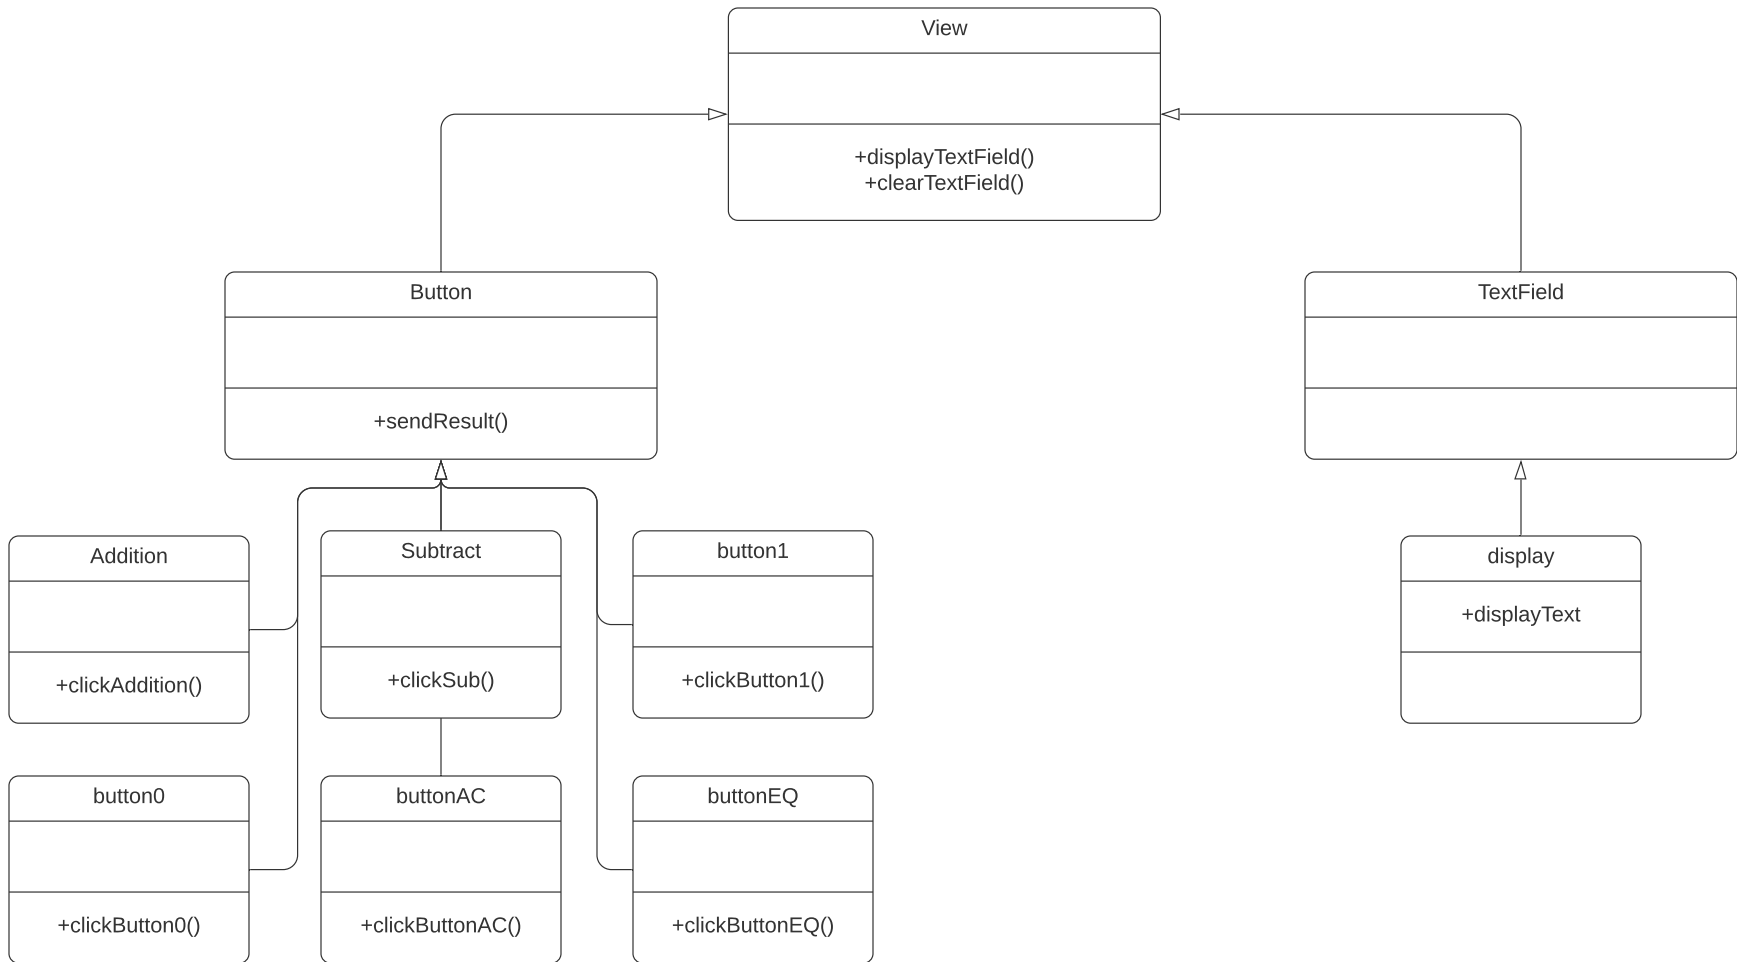 View
+displayTextField()
+clearTextField()
Button
+sendResult()
TextField
Addition
+clickAddition()
Subtract
+clickSub()
button1
+clickButton1()
display
+displayText
button0
+clickButton0()
buttonAC
+clickButtonAC()
buttonEQ
+clickButtonEQ()